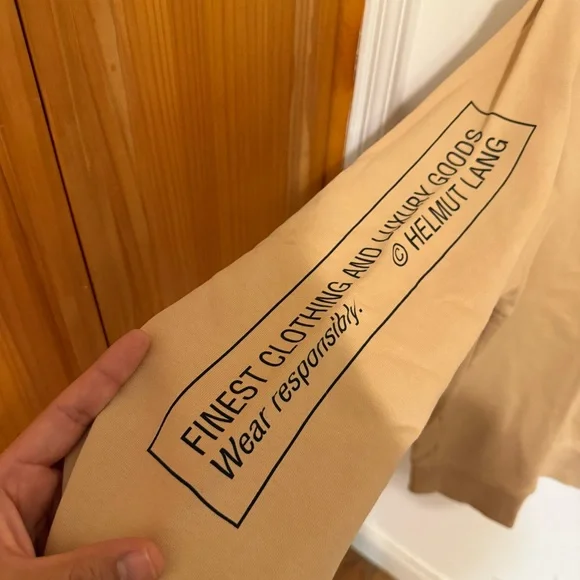 FINEST CLOTHING AND LUXURY GOODS
Wear responsibly.
© HELMUT LANG